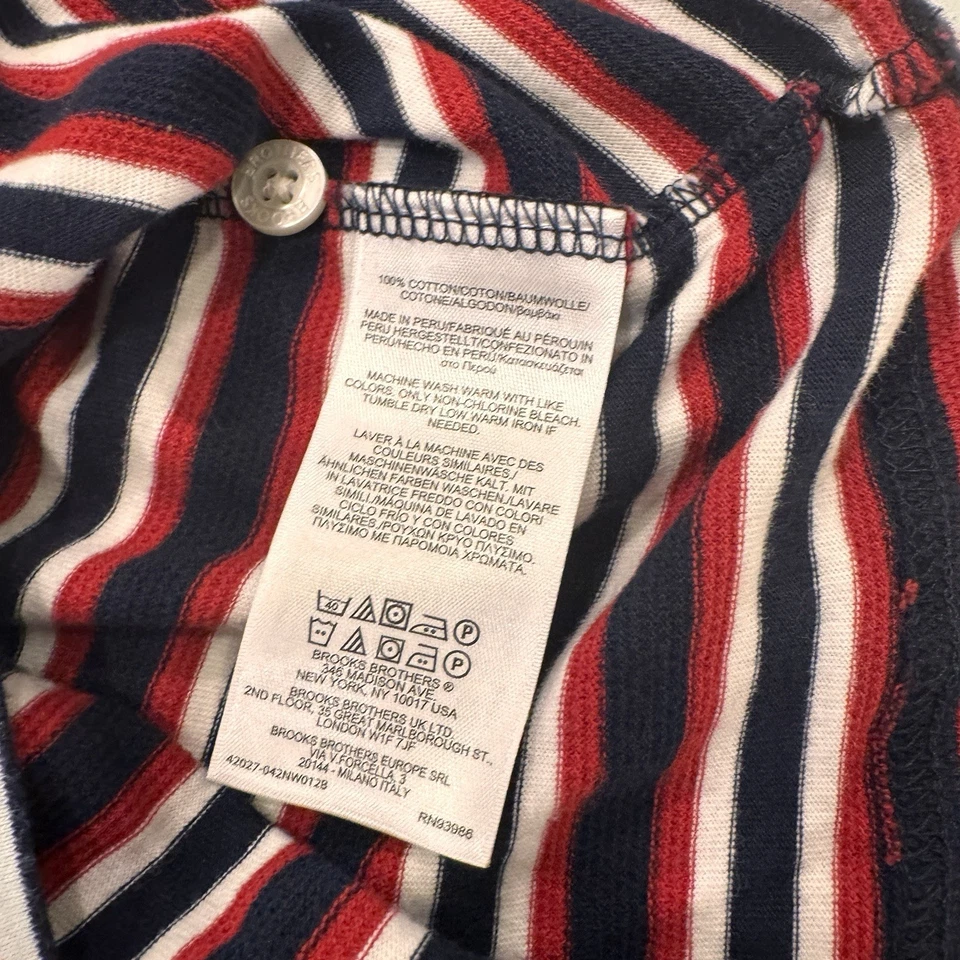 BROTHERS
BROOKS
100% COTTON/COTON/BAUMWOLLE/
COTONE/ALGODON/βαμβάκι
MADE IN PERU/FABRIQUÉ AU PÉROU/IN
PERU HERGESTELLT/CONFEZIONATO IN
PERÙ/HECHO EN PERÚ/Κατασκευάζεται
στο Περού
MACHINE WASH WARM WITH LIKE
COLORS. ONLY NON-CHLORINE BLEACH.
TUMBLE DRY LOW.WARM IRON IF
NEEDED.
LAVER À LA MACHINE AVEC DES
COULEURS SIMILAIRES./
MASCHINENWÄSCHE KALT. MIT
ÄHNLICHEN FARBEN WASCHEN/LAVARE
IN LAVATRICE FREDDO CON COLORI
SIMILI./MÁQUINA DE LAVADO EN
CICLO FRÍO Y CON COLORES
SIMILARES./ΡΟΥΧΩΝ ΚΡΥΟ ΠΛΥΣΙΜΟ.
ΠΛΥΣΙΜΟ ΜΕ ΠΑΡΟΜΟΙΑ ΧΡΩΜΑΤΑ.
40 P
P
BROOKS BROTHERS ®
346 MADISON AVE.
NEW YORK, NY 10017 USA
BROOKS BROTHERS UK LTD.
2ND FLOOR, 35 GREAT MARLBOROUGH ST.,
LONDON W1F 7JF
BROOKS BROTHERS EUROPE SRL
VIA V.FORCELLA, 3
20144 - MILANO ITALY
42027-042NW0128
RN93986